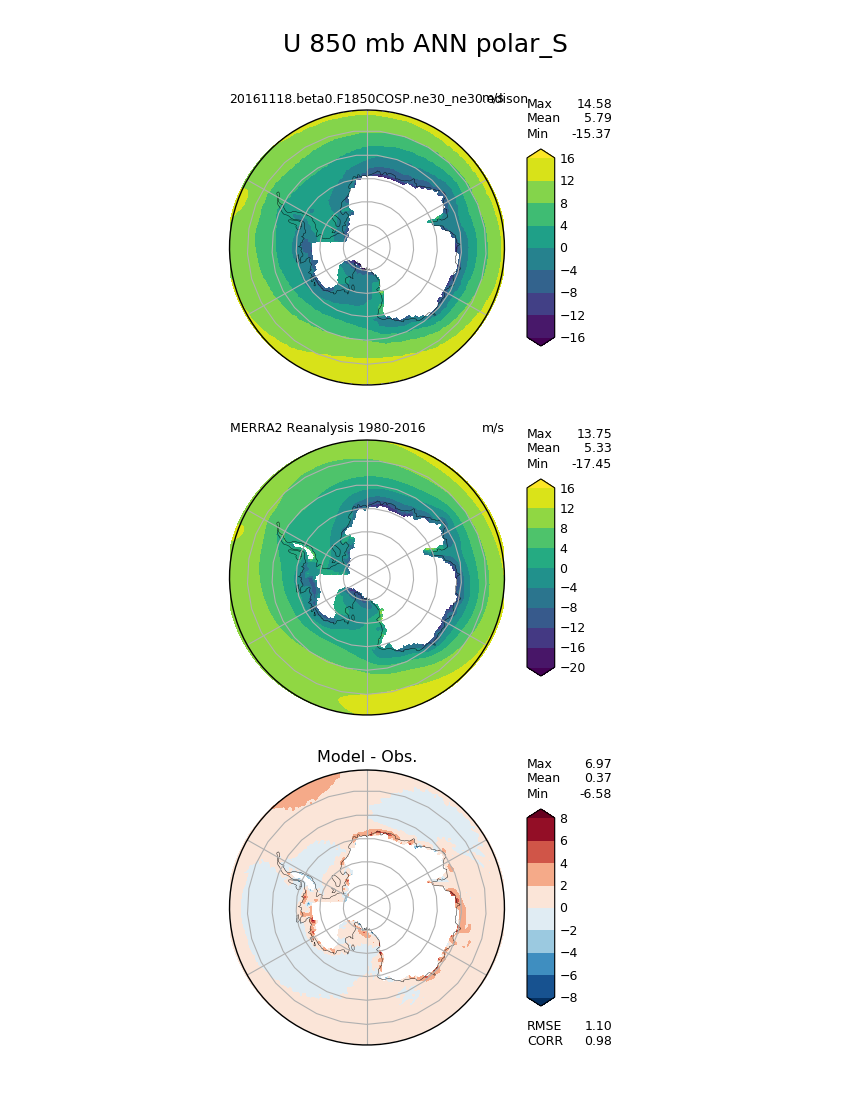 U 850 mb ANN polar_S
20161118.beta0.F1850COSP.ne30_ne30.edison
m/s
Max 14.58
Mean 5.79
Min -15.37
16
12
8
4
0
−4
−8
−12
−16
MERRA2 Reanalysis 1980-2016
m/s
Max 13.75
Mean 5.33
Min -17.45
16
12
8
4
0
−4
−8
−12
−16
−20
Model - Obs.
Max 6.97
Mean 0.37
Min -6.58
8
6
4
2
0
−2
−4
−6
−8
RMSE 1.10
CORR 0.98